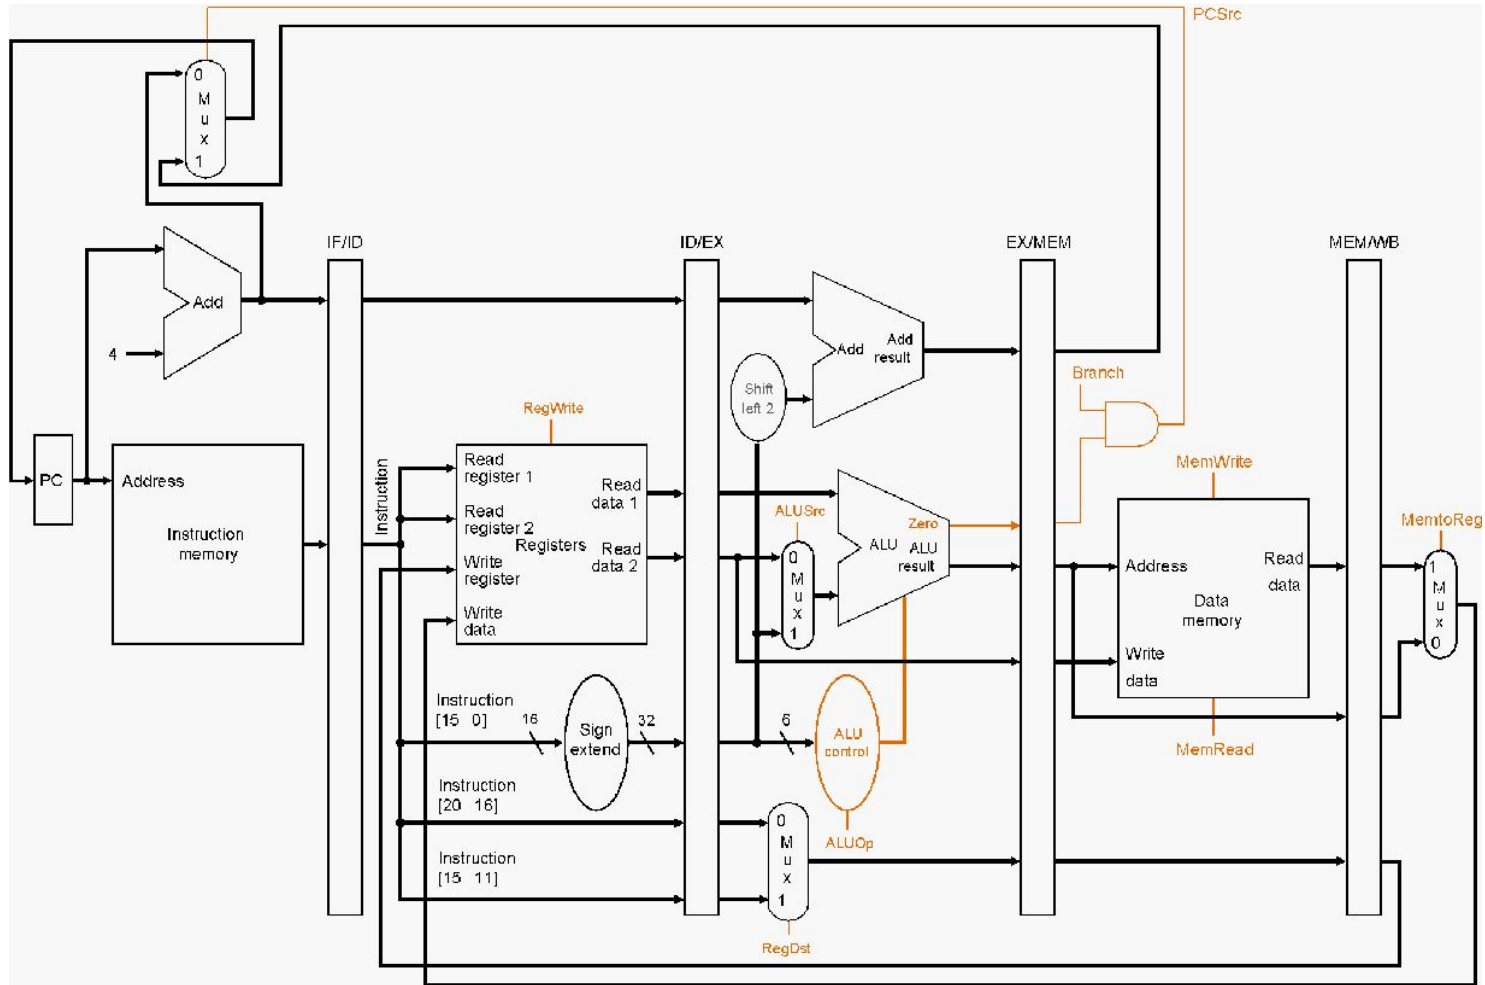 PCSrc
0
M
u
x
1
IF/ID
ID/EX
EX/MEM
MEM/WB
Add
4
Add
Add
result
Shift
left 2
Branch
RegWrite
PC
Address
Instruction
memory
Instruction
Read
register 1
Read
register 2
Write
register
Write
data
Registers
Read
data 1
Read
data 2
ALUSrc
0
M
u
x
1
Zero
ALU
ALU
result
MemWrite
Address
Read
data
Data
memory
Write
data
MemRead
MemtoReg
1
M
u
x
0
Instruction
[15 0]
16
Sign
extend
32
6
ALU
control
ALUOp
Instruction
[20 16]
Instruction
[15 11]
0
M
u
x
1
RegDst